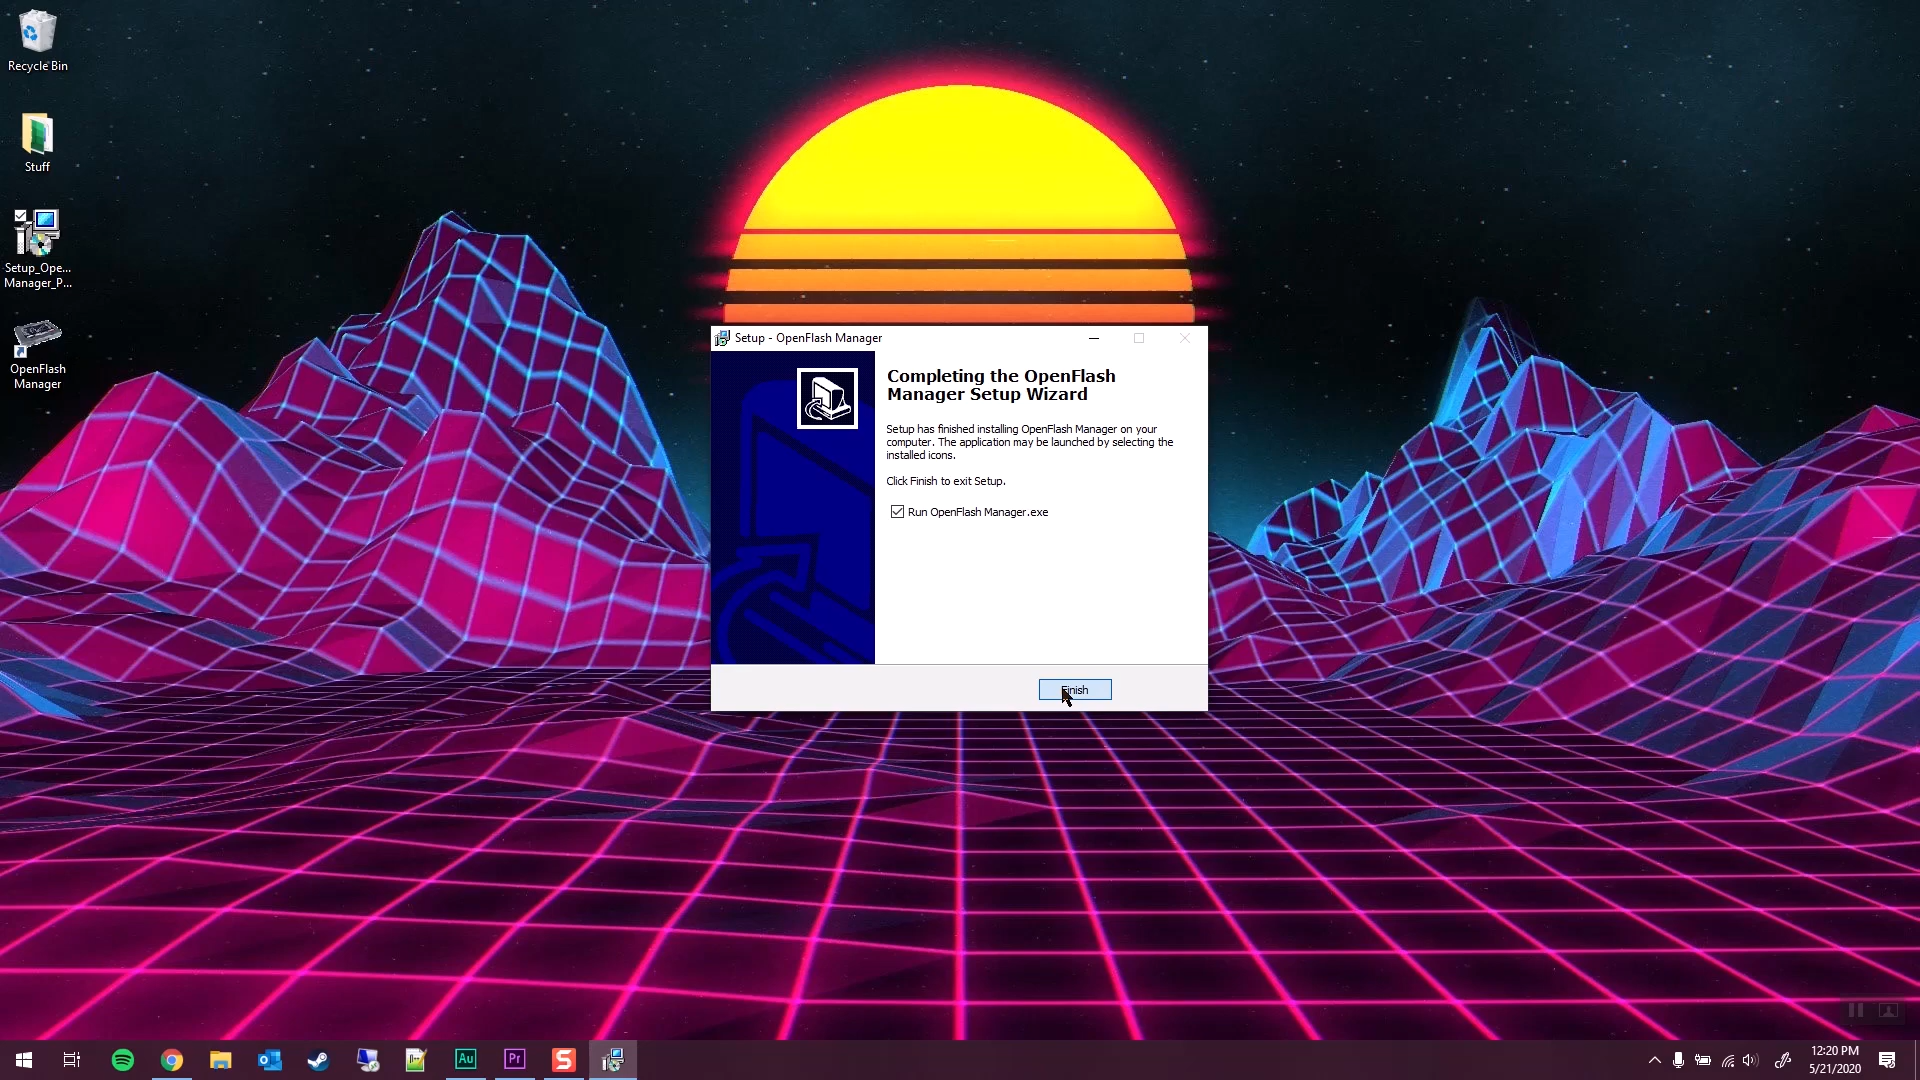 Recycle Bin
Stuff
Setup_Ope...
Manager_P...
OpenFlash
Manager
Setup - OpenFlash Manager
Completing the OpenFlash
Manager Setup Wizard
Setup has finished installing OpenFlash Manager on your
computer. The application may be launched by selecting the
installed icons.
Click Finish to exit Setup.
Run OpenFlash Manager.exe
Finish
Au
Pr
S
12:20 PM
5/21/2020